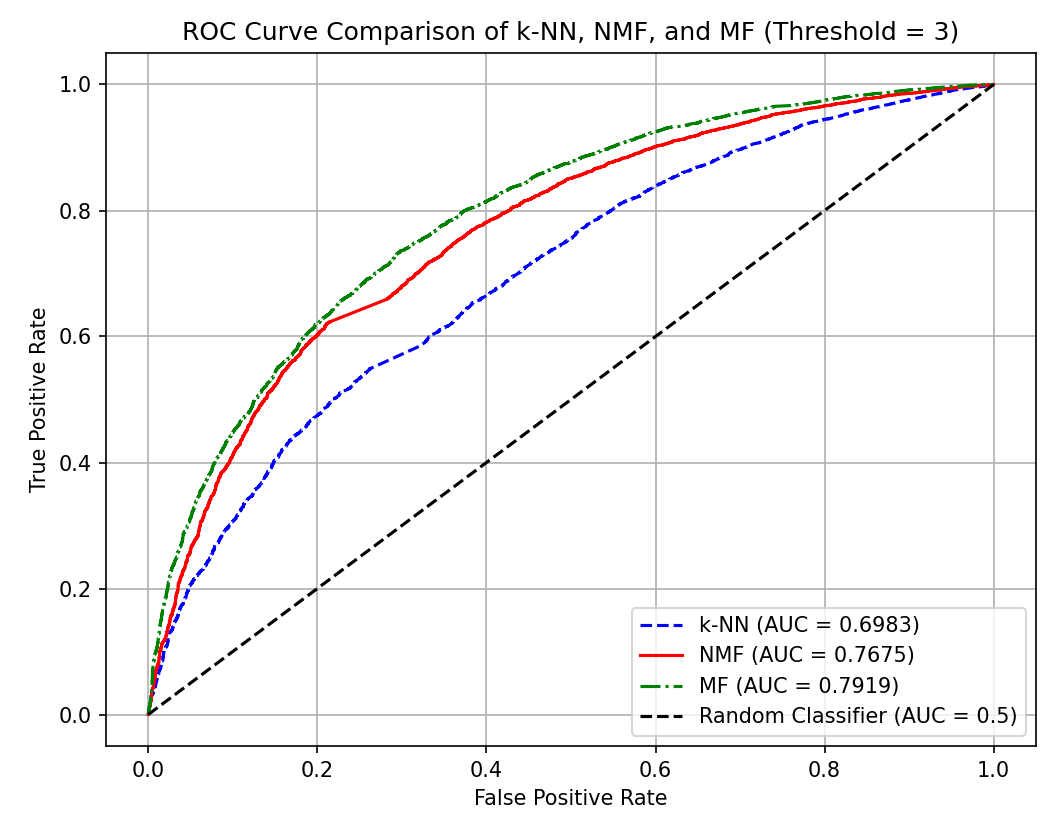 ROC Curve Comparison of k-NN, NMF, and MF (Threshold = 3)
1.0
0.8
0.6
0.4
0.2
0.0
True Positive Rate
k-NN (AUC = 0.6983)
NMF (AUC = 0.7675)
MF (AUC = 0.7919)
Random Classifier (AUC = 0.5)
0.0 0.2 0.4 0.6 0.8 1.0
False Positive Rate